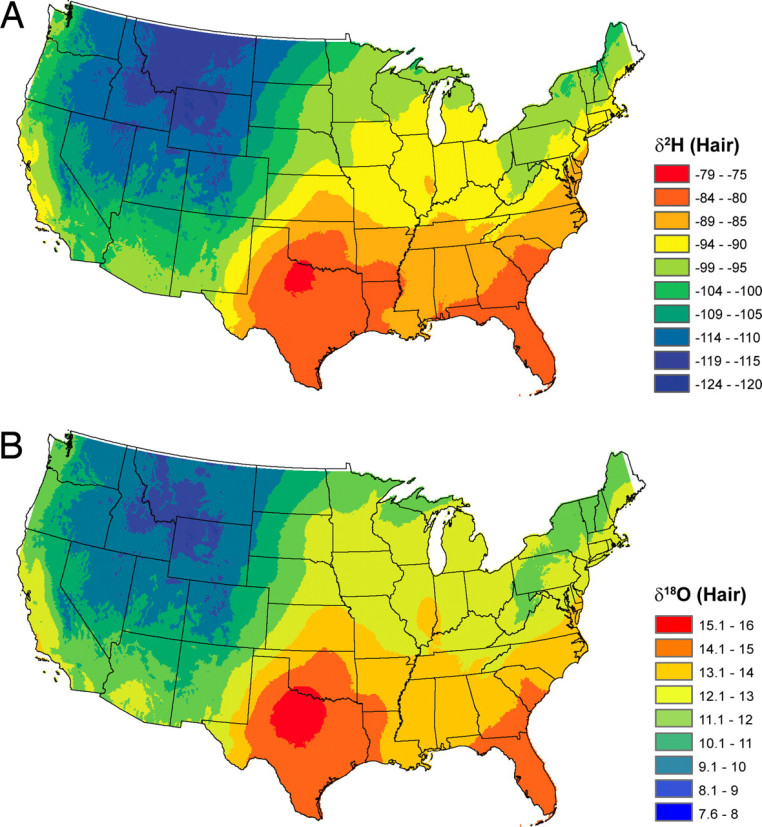 A
δ²H (Hair)
-79 - -75
-84 - -80
-89 - -85
-94 - -90
-99 - -95
-104 - -100
-109 - -105
-114 - -110
-119 - -115
-124 - -120
B
δ¹⁸O (Hair)
15.1 - 16
14.1 - 15
13.1 - 14
12.1 - 13
11.1 - 12
10.1 - 11
9.1 - 10
8.1 - 9
7.6 - 8